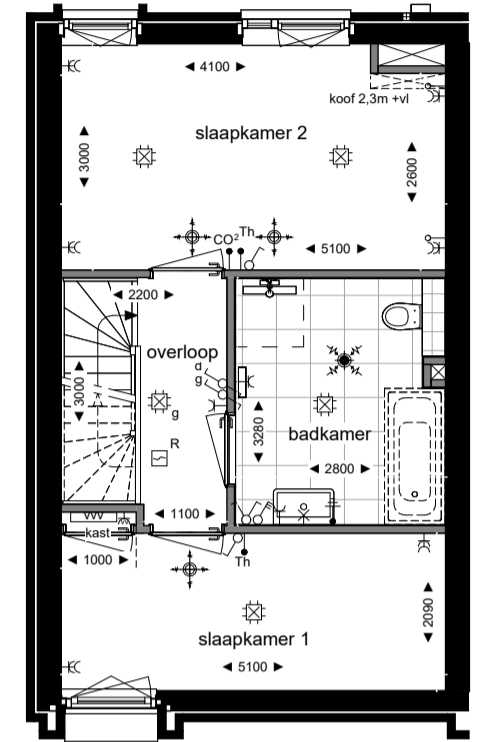 4100
koof 2,3m +vl
slaapkamer 2
3000
2600
CO² Th
5100
2200
overloop
d
g
3000
g
R
3280
badkamer
2800
1100
kast
1000
Th
2090
slaapkamer 1
5100